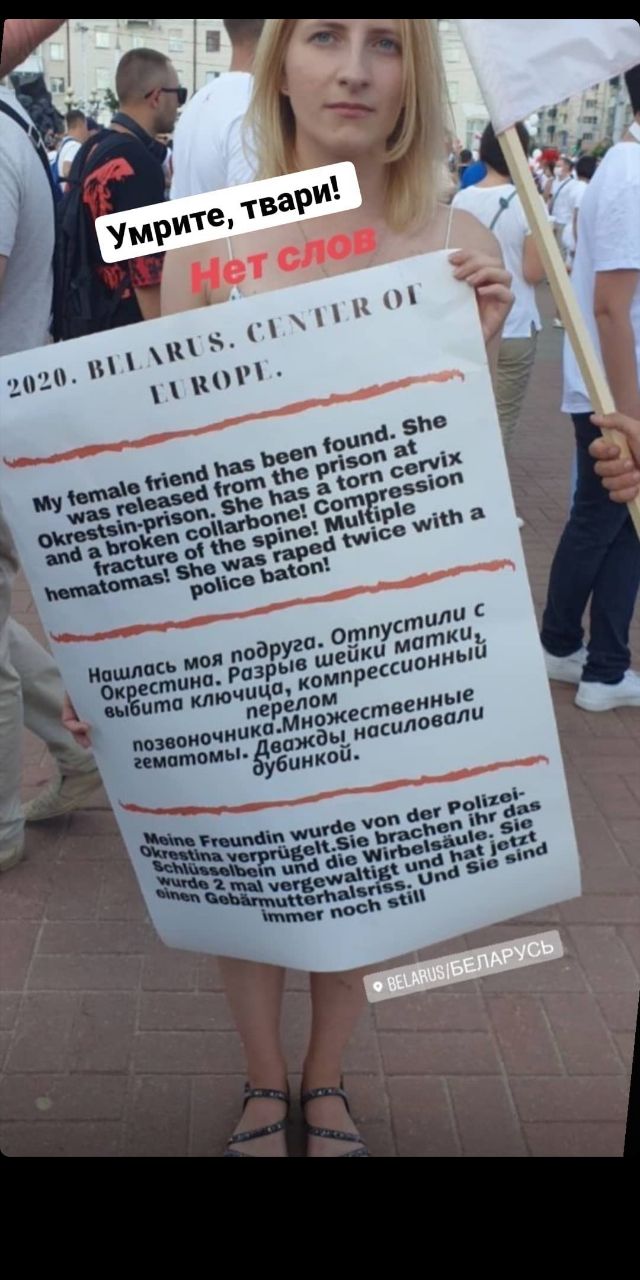 Умрите, твари!
Нет слов
2020. BELARUS. CENTER OF
EUROPE.
My female friend has been found. She
was released from the prison at
Okrestsin-prison. She has a torn cervix
and a broken collarbone! Compression
fracture of the spine! Multiple
hematomas! She was raped twice with a
police baton!
Нашлась моя подруга. Отпустили с
Окрестина. Разрыв шейки матки,
выбита ключица, компрессионный
перелом
позвоночника.Множественные
гематомы. Дважды насиловали
дубинкой.
Meine Freundin wurde von der Polizei-
Okrestina verprügelt.Sie brachen ihr das
Schlüsselbein und die Wirbelsäule. Sie
wurde 2 mal vergewaltigt und hat jetzt
einen Gebärmutterhalsriss. Und Sie sind
immer noch still
BELARUS/БЕЛАРУСЬ